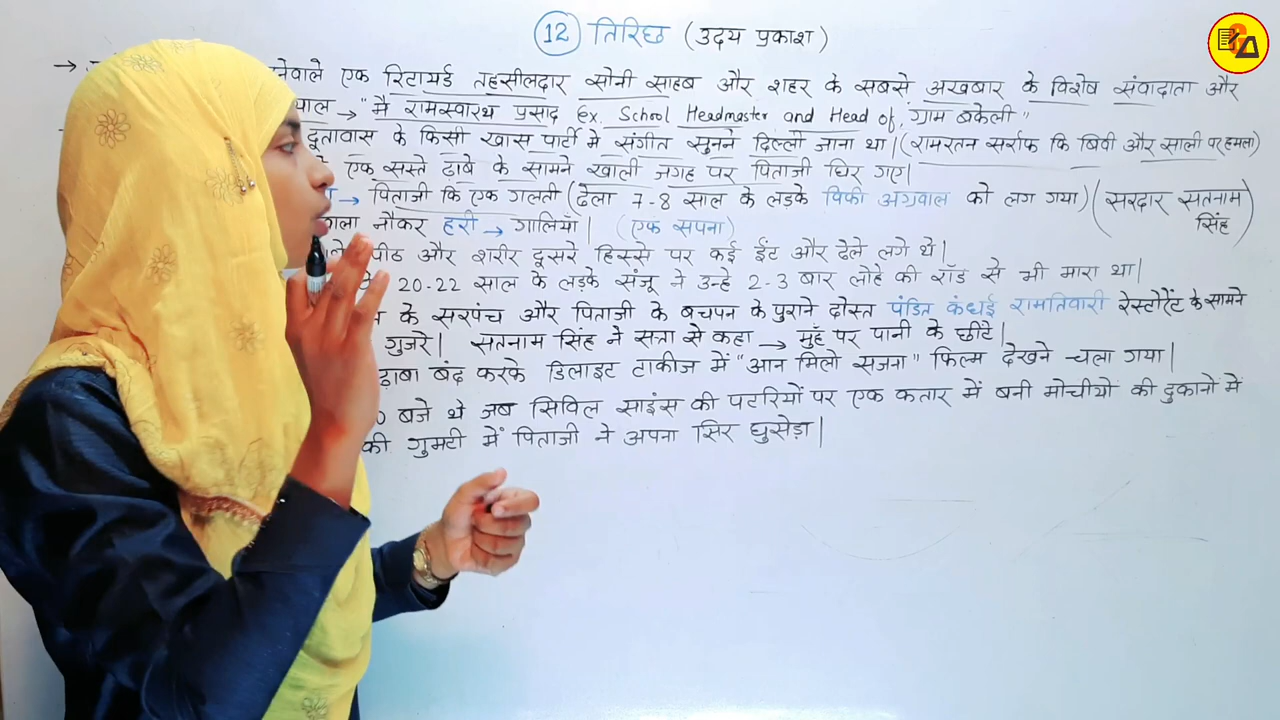 12 तिरिछ (उदय प्रकाश)
→ नेवाले एक रिटायर्ड तहसीलदार सोनी साहब और शहर के सबसे अखबार के विशेष संवादाता और
→ "मै रामस्वारथ प्रसाद Ex. School Headmaster and Head of, ग्राम बकेली"
दुतावास के किसी खास पार्टी मे संगीत सुनने दिल्ली जाना था। (रामरतन सर्राफ कि बिवी और साली पर हमला)
एक सस्ते ढ़ाबे के सामने खाली जगह पर पिताजी घिर गए।
→ पिताजी कि एक गलती (ढेला 7-8 साल के लड़के विकी अग्रवाल को लग गया) (सरदार सतनाम सिंह)
वाला नौकर हरी → गालियाँ। (एक सपना)
पीठ और शरीर दूसरे हिस्से पर कई ईंट और ढेले लगे थे।
20-22 साल के लड़के संजू ने उन्हे 2-3 बार लोहे की रॉड से भी मारा था।
के सरपंच और पिताजी के बचपन के पुराने दोस्त पंडित कंधई रामतिवारी रेस्टोरेंट के सामने
गुजरे। सतनाम सिंह ने सत्रा से कहा → मुँह पर पानी के छीटे।
ढ़ाबा बंद करके डिलाइट टाकीज में "आन मिलो सजना" फिल्म देखने चला गया।
बजे थे जब सिविल साइंस की पटरियों पर एक कतार में बनी मोचीयो की दुकानो में
की गुमटी में पिताजी ने अपना सिर घुसेड़ा।